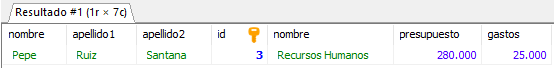 Resultado #1 (1r × 7c)
nombre apellido1 apellido2 id nombre presupuesto gastos
Pepe Ruiz Santana 3 Recursos Humanos 280.000 25.000